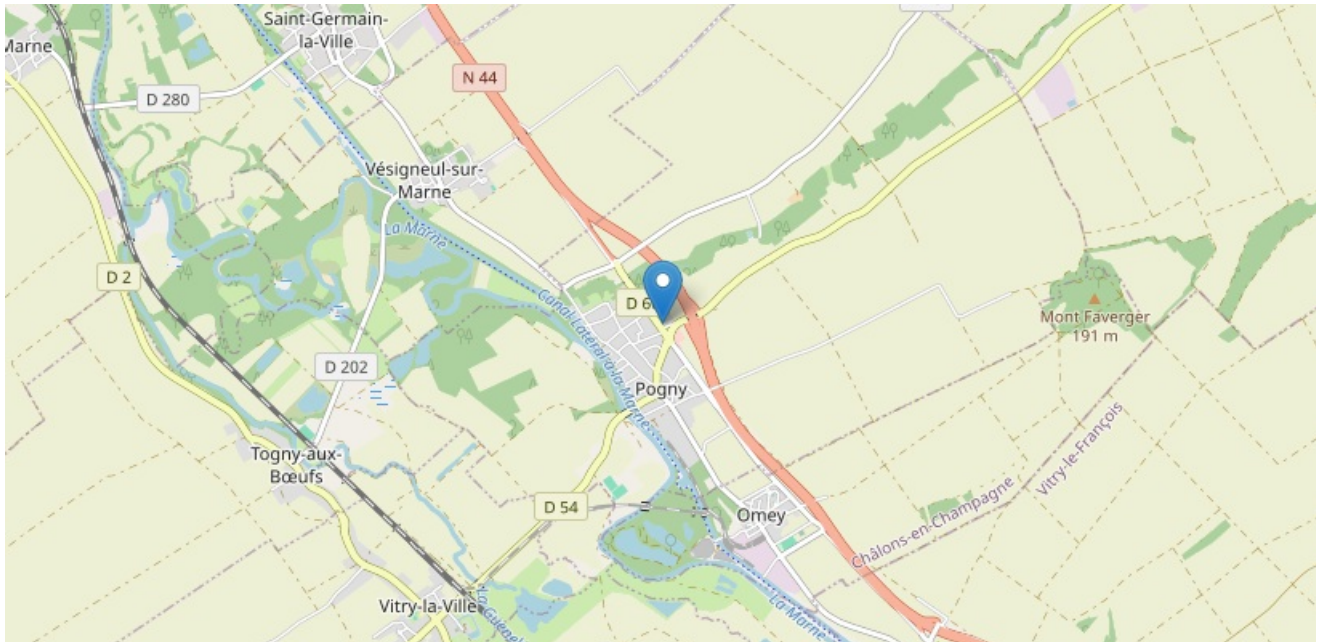 Saint-Germain-
la-Ville
Marne
N 44
D 280
Vésigneul-sur-
Marne
La Marne
D 2
Canal Latéral à la Marne
D 6
Mont Faverger
191 m
D 202
Pogny
Togny-aux-
Bœufs
Vitry-le-François
Châlons-en-Champagne
D 54
Omey
Vitry-la-Ville
La Marne